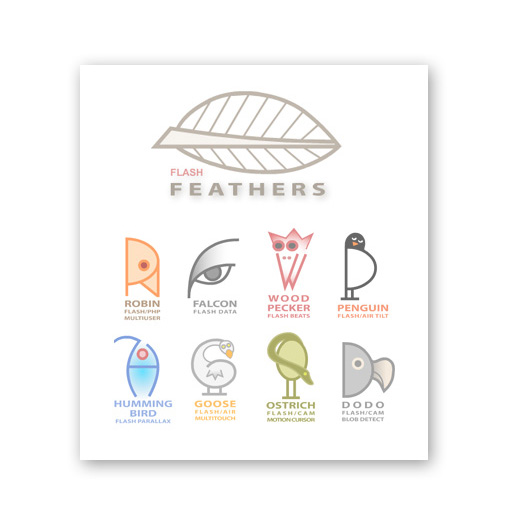 FLASH
FEATHERS
ROBIN
FLASH/PHP
MULTIUSER
FALCON
FLASH DATA
WOOD
PECKER
FLASH BEATS
PENGUIN
FLASH/AIR TILT
HUMMING
BIRD
FLASH PARALLAX
GOOSE
FLASH/AIR
MULTITOUCH
OSTRICH
FLASH/CAM
MOTION CURSOR
DODO
FLASH/CAM
BLOB DETECT